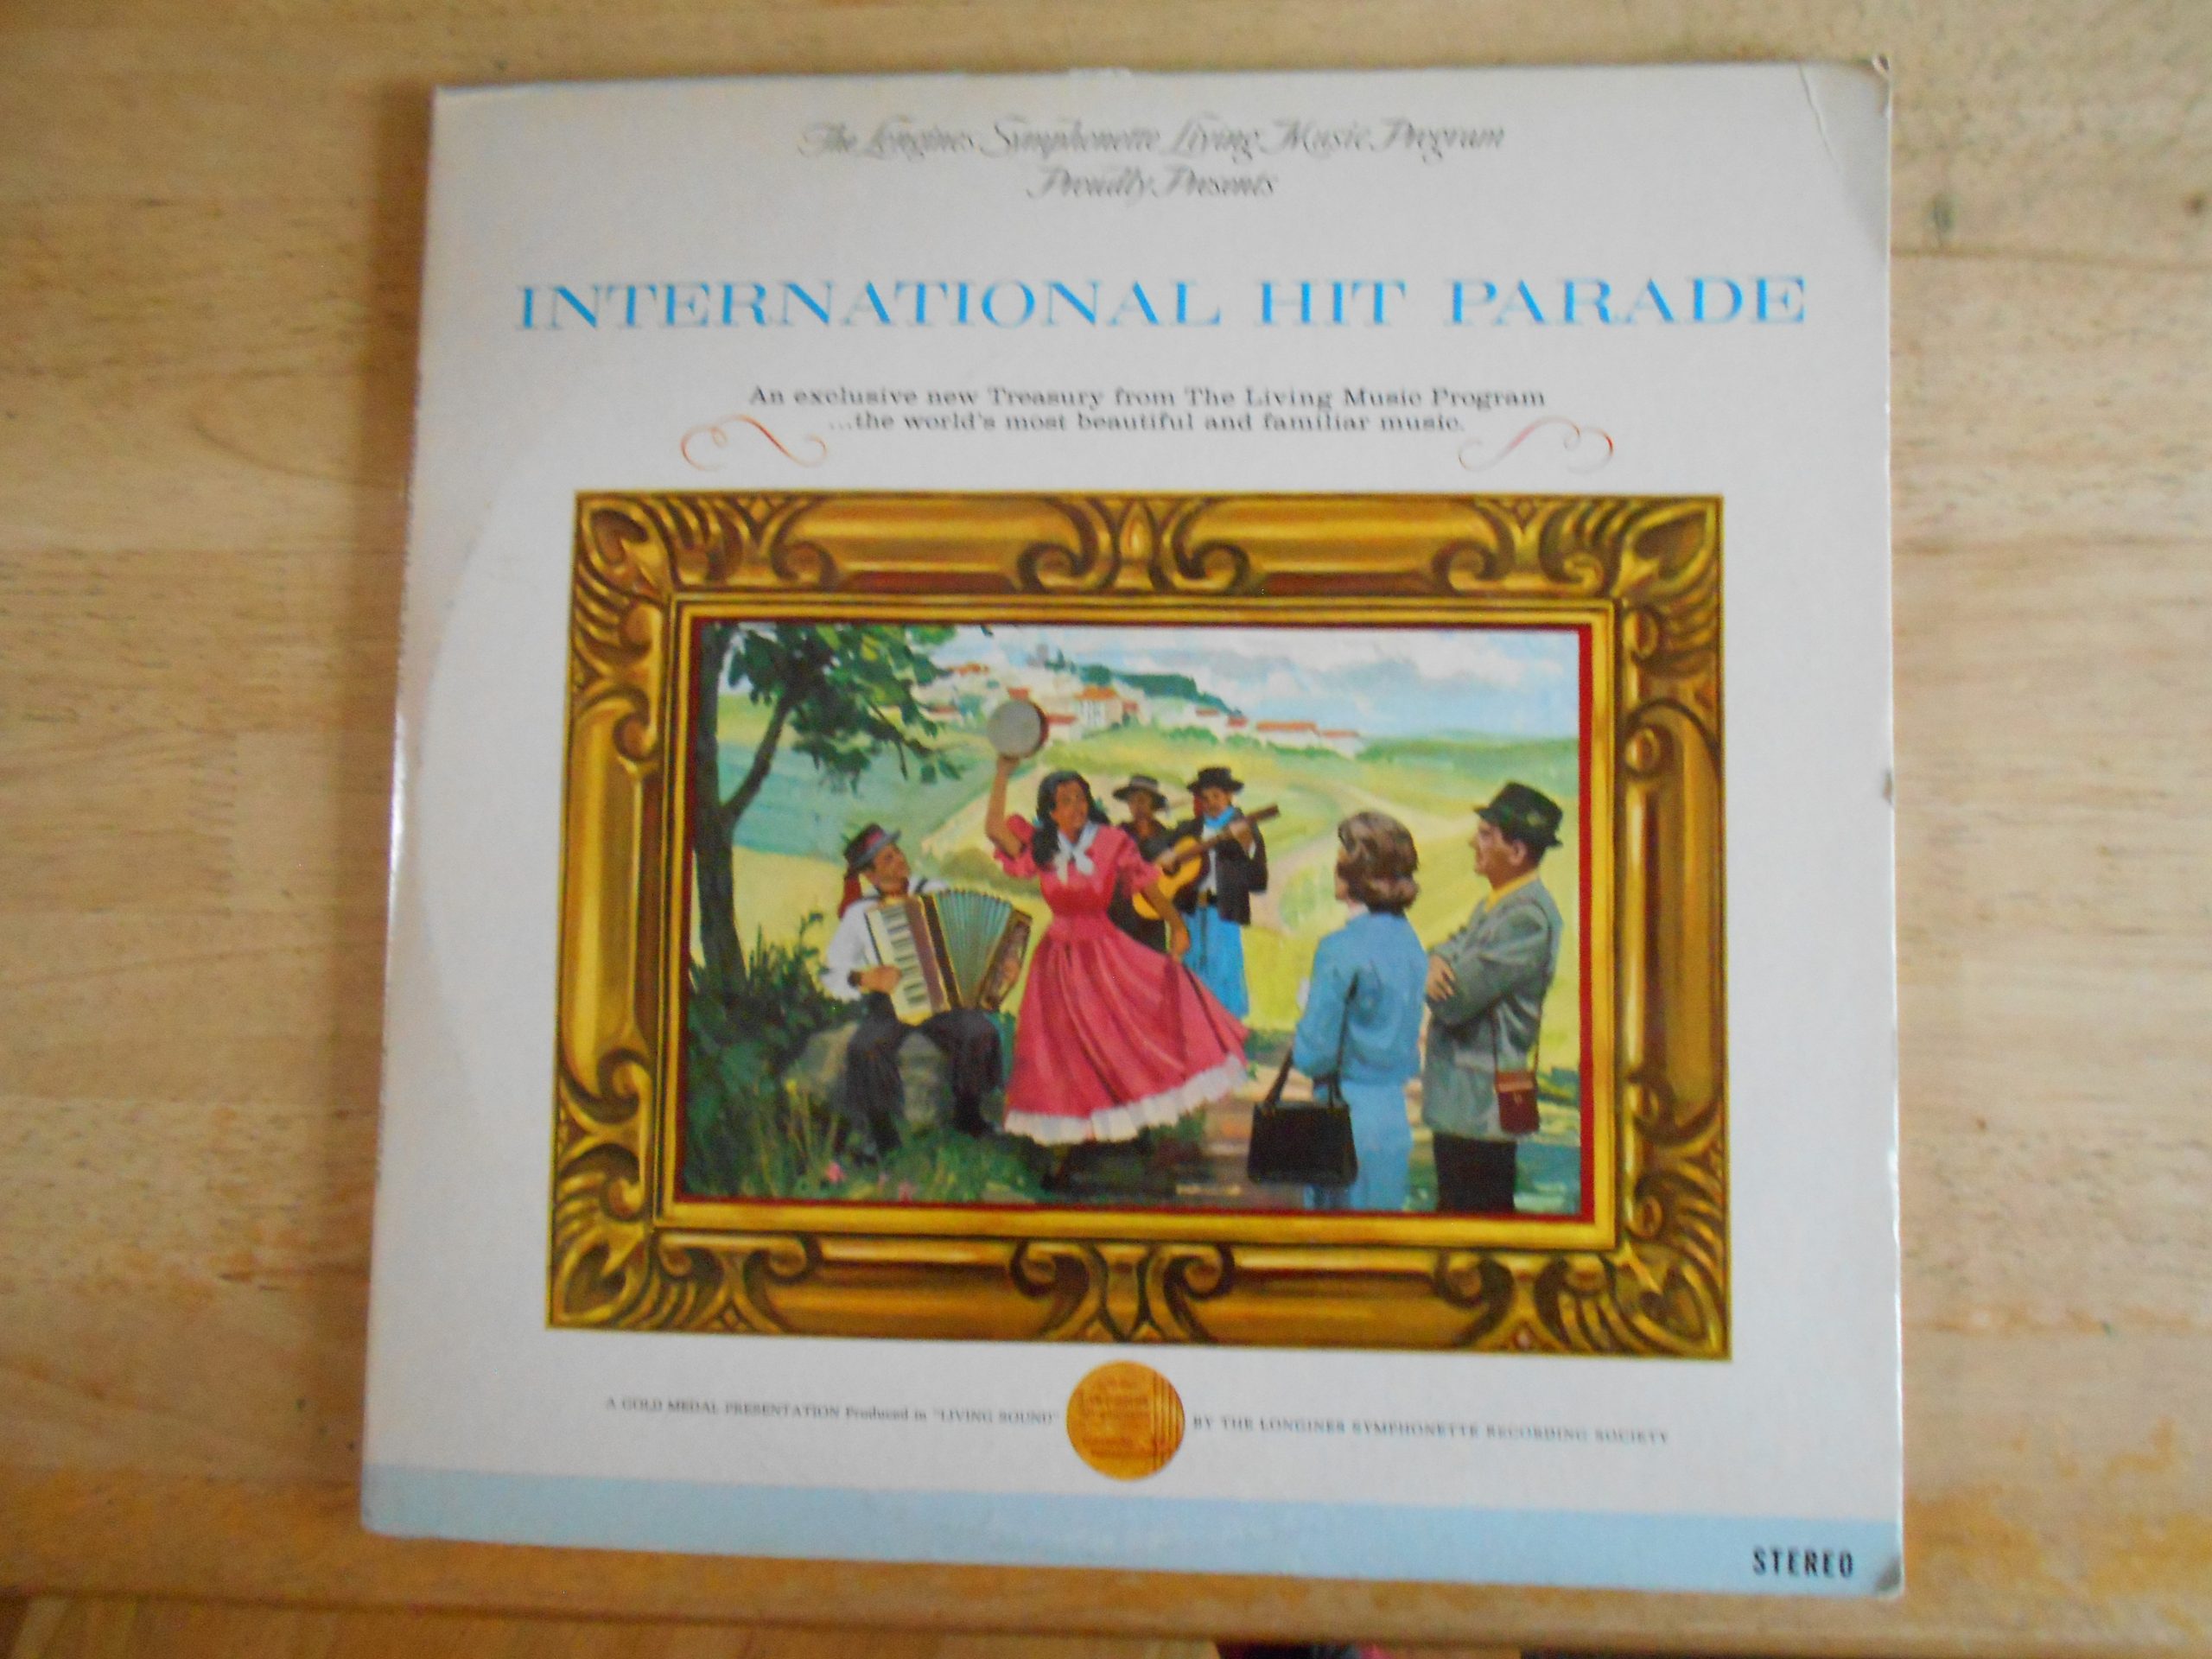 The Longines Symphonette Living Music Program
Proudly Presents
INTERNATIONAL HIT PARADE
An exclusive new Treasury from The Living Music Program
...the world's most beautiful and familiar music.
A GOLD MEDAL PRESENTATION Produced in "LIVING SOUND" BY THE LONGINES SYMPHONETTE RECORDING SOCIETY
STEREO